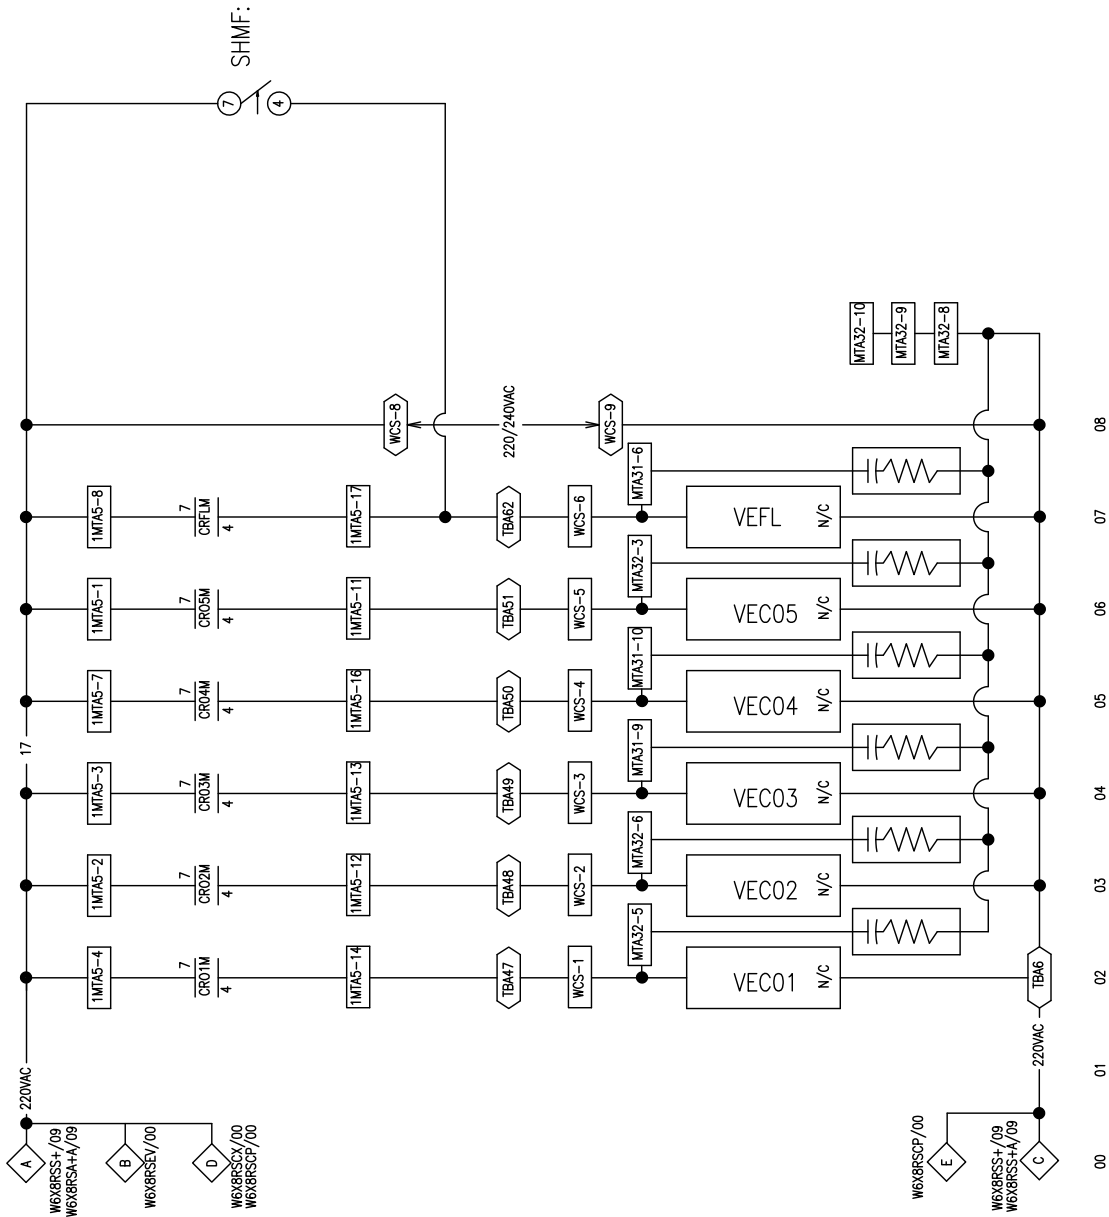 SHMF:
7
4
220VAC
17
A
W6X8RSS+/09
W6X8RSA+A/09
B
W6X8RSEV/00
D
W6X8RSCX/00
W6X8RSCP/00
1MTA5-4
7
CR01M
4
1MTA5-14
TBA47
WCS-1
MTA32-5
VEC01
N/C
1MTA5-2
7
CR02M
4
1MTA5-12
TBA48
WCS-2
MTA32-6
VEC02
N/C
1MTA5-3
7
CR03M
4
1MTA5-13
TBA49
WCS-3
MTA31-9
VEC03
N/C
1MTA5-7
7
CR04M
4
1MTA5-16
TBA50
WCS-4
MTA31-10
VEC04
N/C
1MTA5-1
7
CR05M
4
1MTA5-11
TBA51
WCS-5
MTA32-3
VEC05
N/C
1MTA5-8
7
CRFLM
4
1MTA5-17
TBA62
WCS-6
MTA31-6
VEFL
N/C
WCS-8
220/240VAC
WCS-9
MTA32-10
MTA32-9
MTA32-8
TBA6
220VAC
E
W6X8RSCP/00
C
W6X8RSS+/09
W6X8RSS+A/09
00
01
02
03
04
05
06
07
08